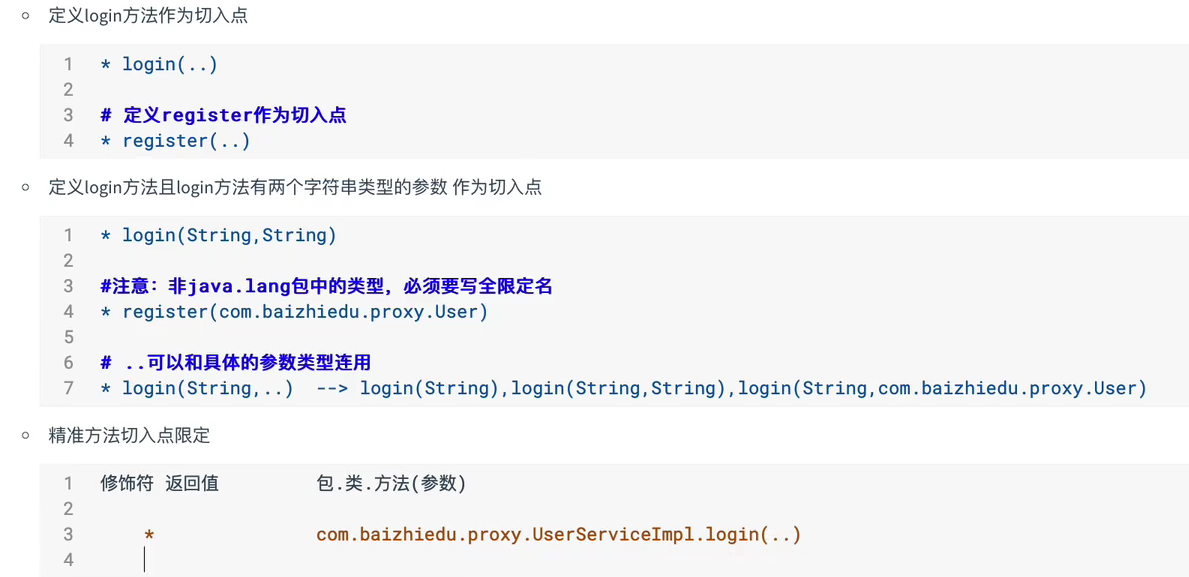 定义login方法作为切入点
1 * login(..)
2
3 # 定义register作为切入点
4 * register(..)
定义login方法且login方法有两个字符串类型的参数 作为切入点
1 * login(String,String)
2
3 #注意：非java.lang包中的类型，必须要写全限定名
4 * register(com.baizhiedu.proxy.User)
5
6 # ..可以和具体的参数类型连用
7 * login(String,..) --> login(String),login(String,String),login(String,com.baizhiedu.proxy.User)
精准方法切入点限定
1 修饰符 返回值 包.类.方法(参数)
2
3 * com.baizhiedu.proxy.UserServiceImpl.login(..)
4